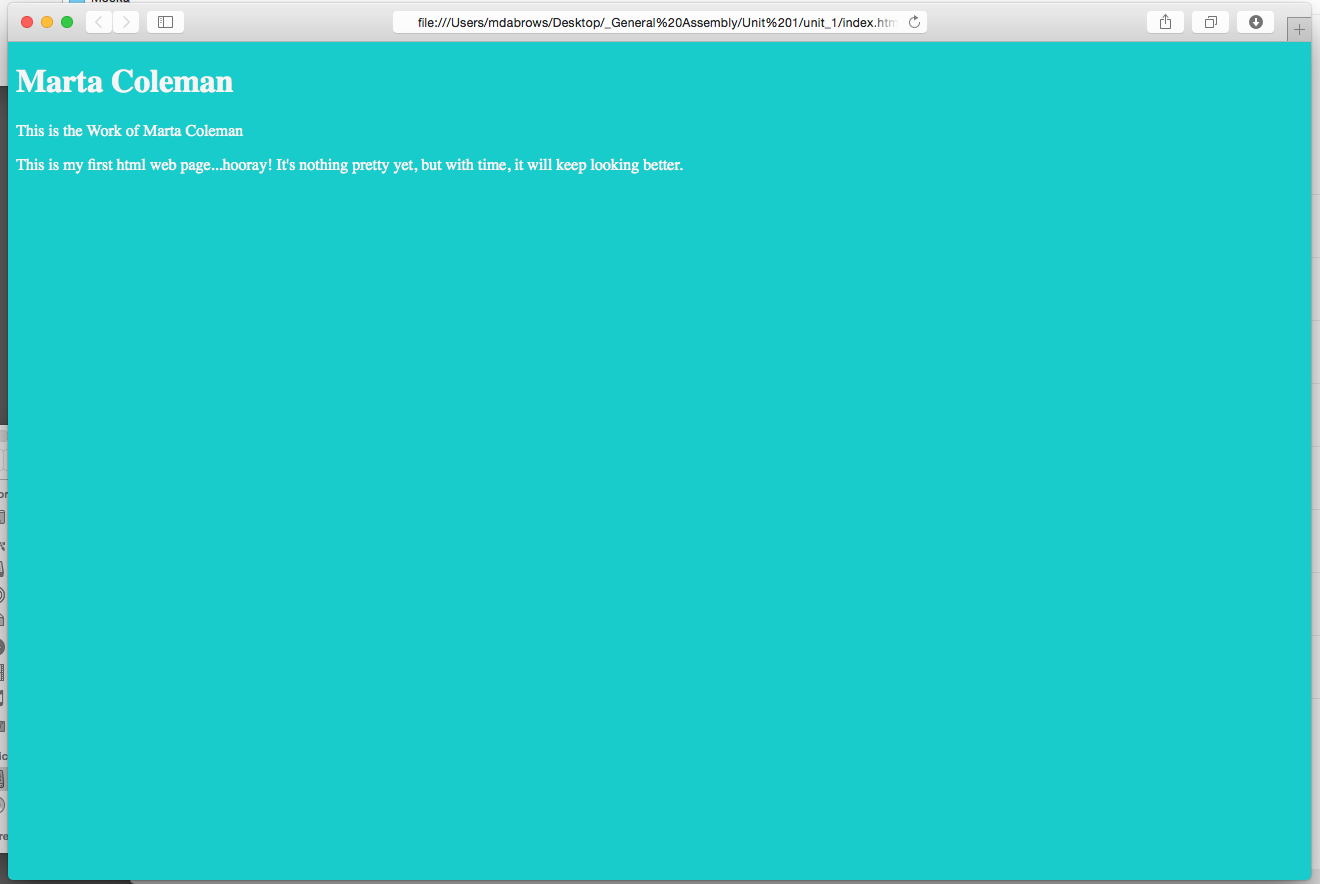 file:///Users/mdabrows/Desktop/_General%20Assembly/Unit%201/unit_1/index.htm
Marta Coleman
This is the Work of Marta Coleman
This is my first html web page...hooray! It's nothing pretty yet, but with time, it will keep looking better.